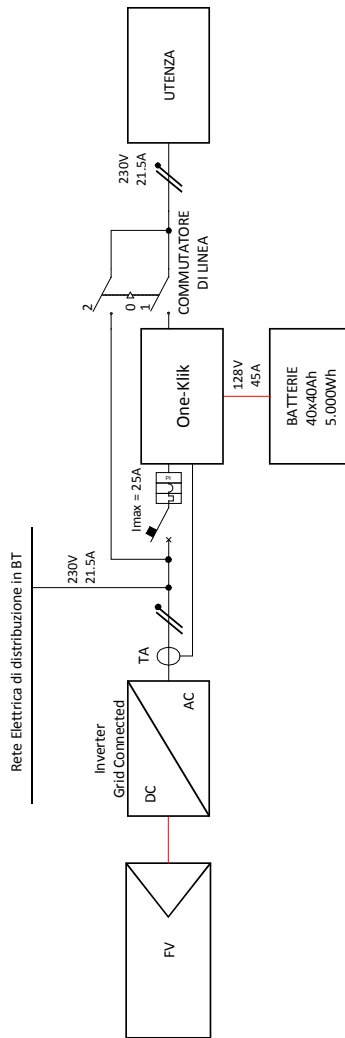 Rete Elettrica di distribuzione in BT
230V
21.5A
FV
Inverter
Grid Connected
DC
AC
TA
Imax = 25A
PI
One-Klik
128V
45A
BATTERIE
40x40Ah
5.000Wh
2
0
1
COMMUTATORE
DI LINEA
230V
21.5A
UTENZA